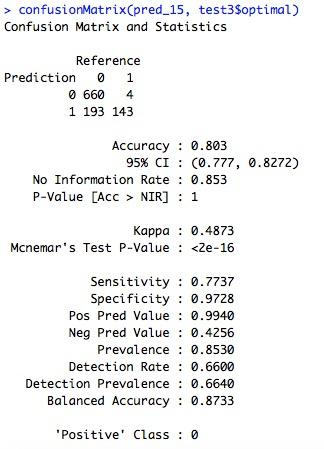 > confusionMatrix(pred_15, test3$optimal)
Confusion Matrix and Statistics
Reference
Prediction 0 1
0 660 4
1 193 143
Accuracy : 0.803
95% CI : (0.777, 0.8272)
No Information Rate : 0.853
P-Value [Acc > NIR] : 1
Kappa : 0.4873
Mcnemar's Test P-Value : <2e-16
Sensitivity : 0.7737
Specificity : 0.9728
Pos Pred Value : 0.9940
Neg Pred Value : 0.4256
Prevalence : 0.8530
Detection Rate : 0.6600
Detection Prevalence : 0.6640
Balanced Accuracy : 0.8733
'Positive' Class : 0